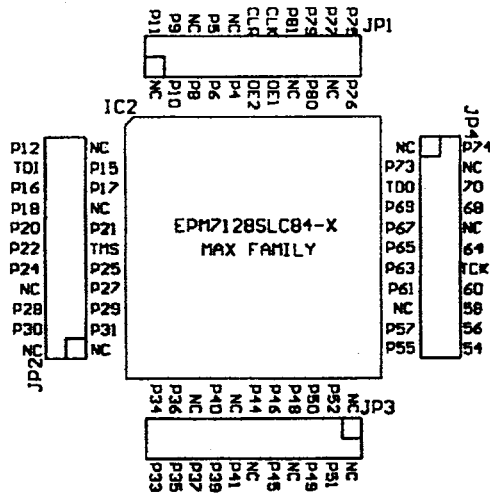 P11 P9 NC P5 NC CLR CLK P81 P79 P77 P75
JP1
NC P10 P8 P6 P4 OE2 OE1 NC P80 NC P76
IC2
JP4
P12 NC
TDI P15
P16 P17
P18 NC
P20 P21
P22 TMS
P24 P25
NC P27
P28 P29
P30 P31
NC NC
JP2
EPM7128SLC84-X
MAX FAMILY
NC P74
P73 NC
TDO 70
P69 68
P67 NC
P65 64
P63 TCK
P61 60
NC 58
P57 56
P55 54
P34 P36 NC P40 NC P44 P46 P48 P50 P52 NC
JP3
P33 P35 P37 P39 P41 NC P45 NC P49 P51 NC